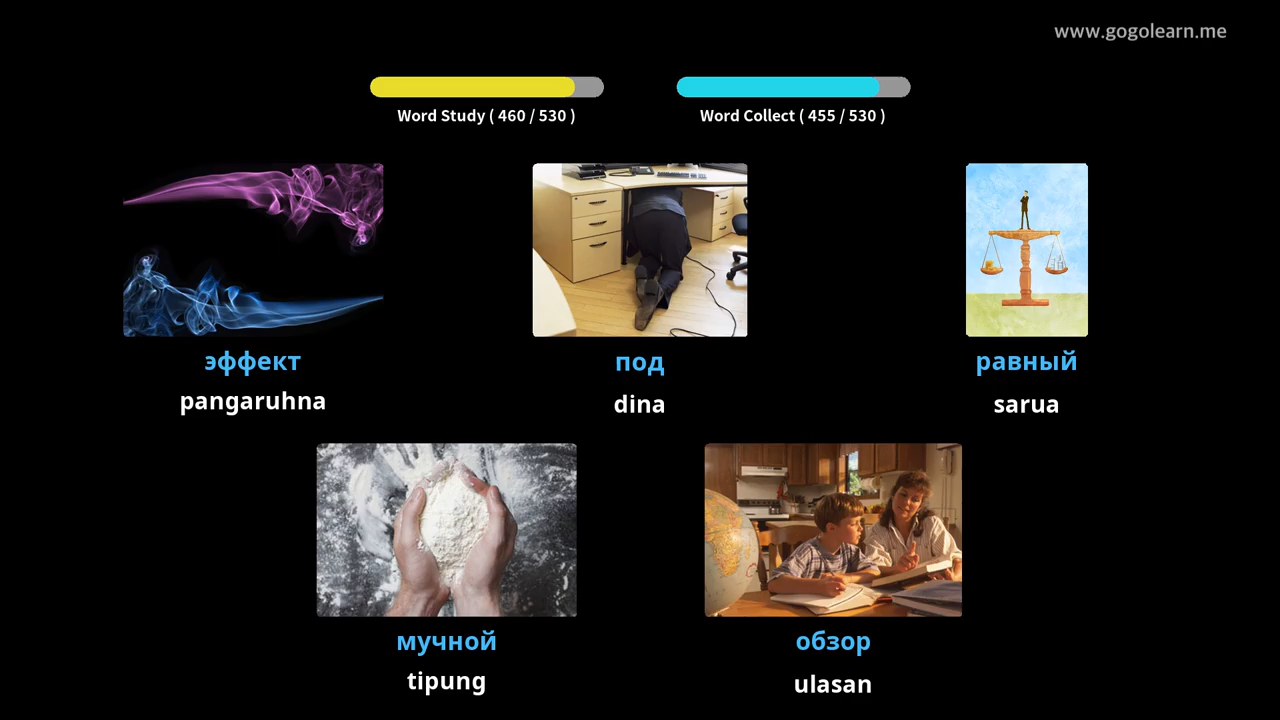 www.gogolearn.me
Word Study ( 460 / 530 )
Word Collect ( 455 / 530 )
эффект
pangaruhna
под
dina
равный
sarua
мучной
tipung
обзор
ulasan